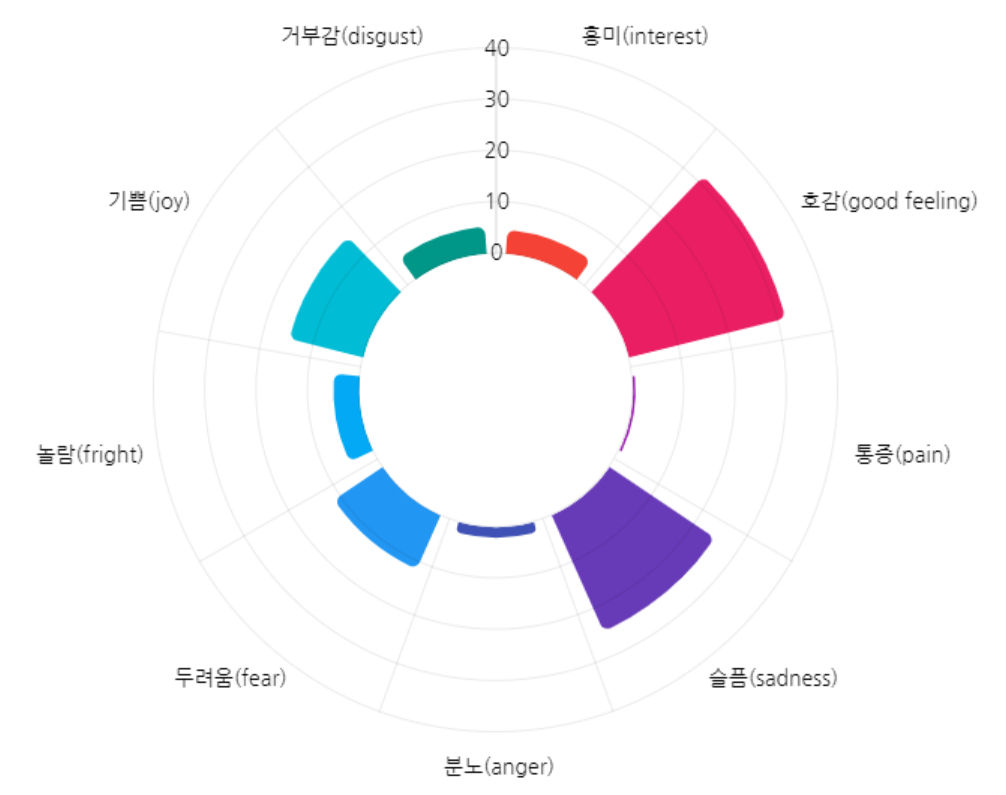 거부감(disgust)
흥미(interest)
40
30
20
10
0
기쁨(joy)
호감(good feeling)
놀람(fright)
통증(pain)
두려움(fear)
슬픔(sadness)
분노(anger)